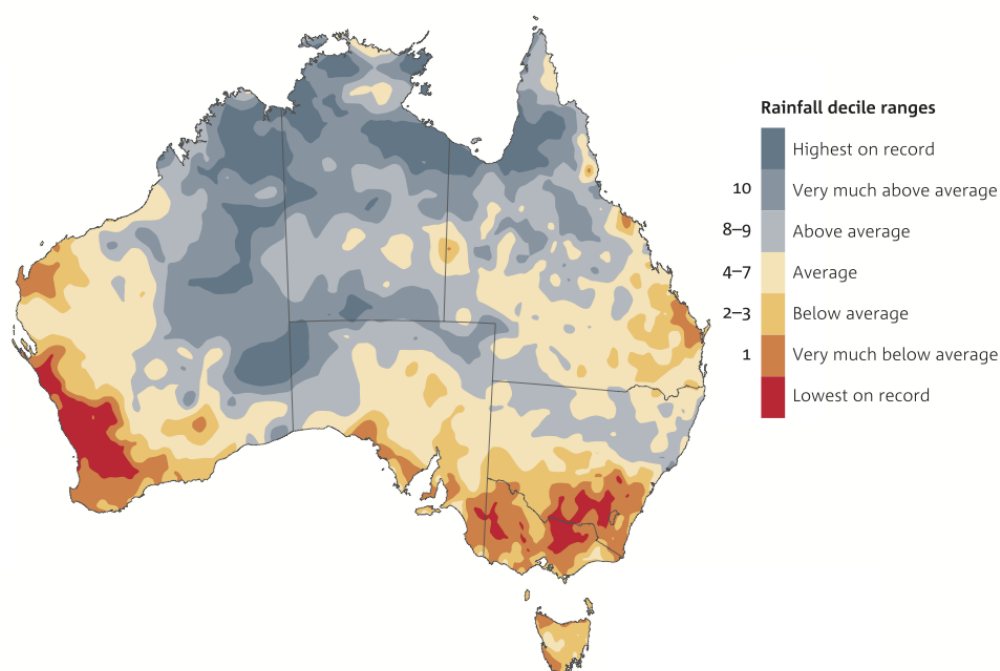 Rainfall decile ranges
Highest on record
10 Very much above average
8–9 Above average
4–7 Average
2–3 Below average
1 Very much below average
Lowest on record